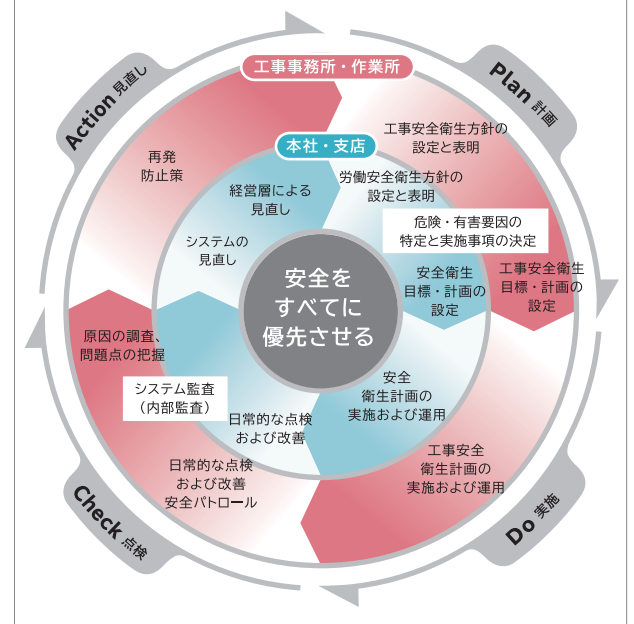 工事事務所・作業所
本社・支店
Plan 計画
工事安全衛生方針の
設定と表明
労働安全衛生方針の
設定と表明
危険・有害要因の
特定と実施事項の決定
安全衛生
目標・計画の
設定
工事安全衛生
目標・計画の
設定
Do 実施
安全
衛生計画の
実施および運用
工事安全
衛生計画の
実施および運用
Check 点検
日常的な点検
および改善
日常的な点検
および改善
安全パトロール
システム監査
（内部監査）
原因の調査、
問題点の把握
Action 見直し
再発
防止策
経営層による
見直し
システムの
見直し
安全を
すべてに
優先させる